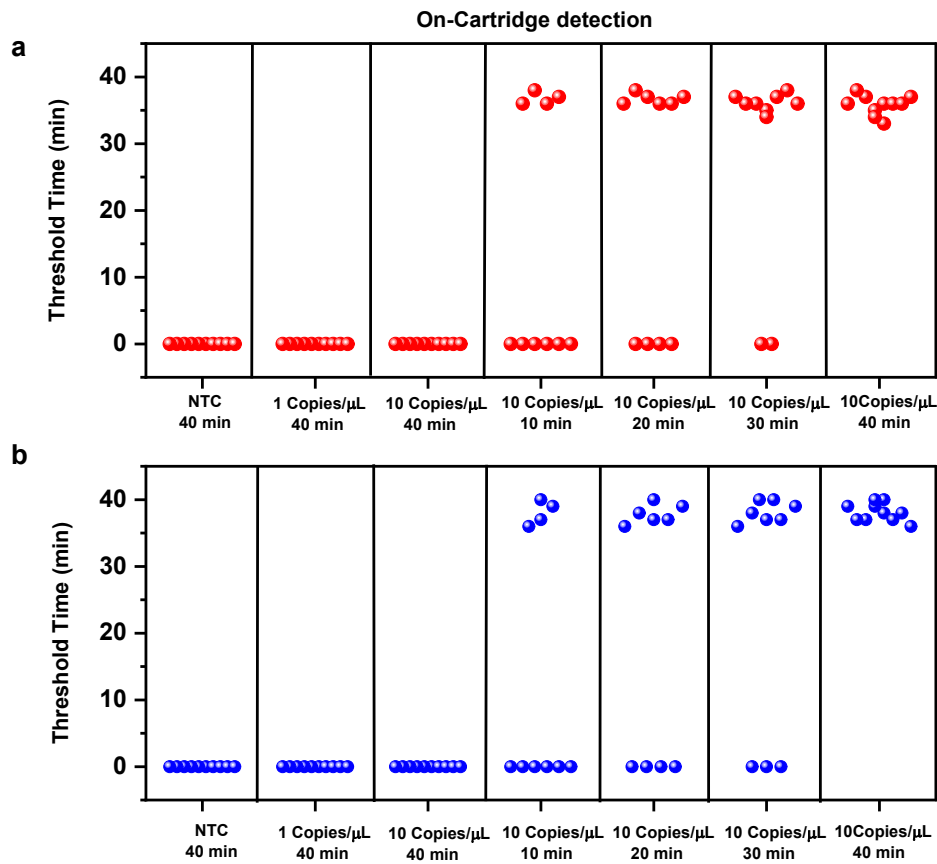 On-Cartridge detection
a
Threshold Time (min)
40
30
20
10
0
NTC
40 min
1 Copies/μL
40 min
10 Copies/μL
40 min
10 Copies/μL
10 min
10 Copies/μL
20 min
10 Copies/μL
30 min
10Copies/μL
40 min
b
Threshold Time (min)
40
30
20
10
0
NTC
40 min
1 Copies/μL
40 min
10 Copies/μL
40 min
10 Copies/μL
10 min
10 Copies/μL
20 min
10 Copies/μL
30 min
10Copies/μL
40 min